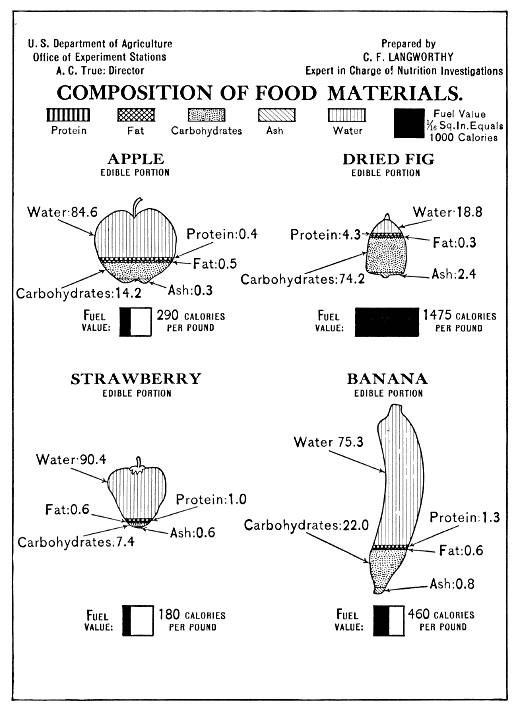 U. S. Department of Agriculture
Office of Experiment Stations
A. C. True: Director
Prepared by
C. F. LANGWORTHY
Expert in Charge of Nutrition Investigations
COMPOSITION OF FOOD MATERIALS.
Protein
Fat
Carbohydrates
Ash
Water
Fuel Value
1/16 Sq.In.Equals
1000 Calories
APPLE
EDIBLE PORTION
Water:84.6
Protein:0.4
Fat:0.5
Carbohydrates:14.2
Ash:0.3
FUEL VALUE:
290 CALORIES PER POUND
DRIED FIG
EDIBLE PORTION
Water:18.8
Protein:4.3
Fat:0.3
Carbohydrates:74.2
Ash:2.4
FUEL VALUE:
1475 CALORIES PER POUND
STRAWBERRY
EDIBLE PORTION
Water:90.4
Protein:1.0
Fat:0.6
Carbohydrates:7.4
Ash:0.6
FUEL VALUE:
180 CALORIES PER POUND
BANANA
EDIBLE PORTION
Water 75.3
Protein:1.3
Carbohydrates:22.0
Fat:0.6
Ash:0.8
FUEL VALUE:
460 CALORIES PER POUND